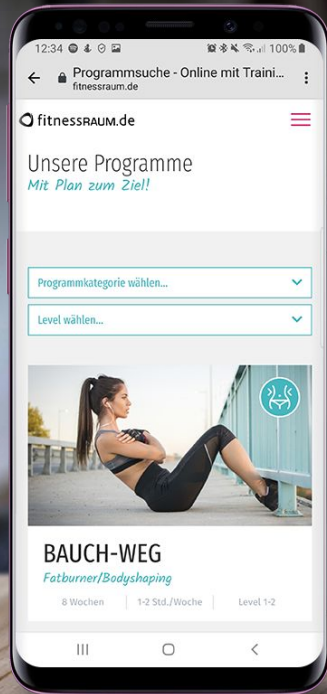 12:34 100%
Programmsuche - Online mit Traini...
fitnessraum.de
fitnessRAUM.de
Unsere Programme
Mit Plan zum Ziel!
Programmkategorie wählen...
Level wählen...
BAUCH-WEG
Fatburner/Bodyshaping
8 Wochen 1-2 Std./Woche Level 1-2